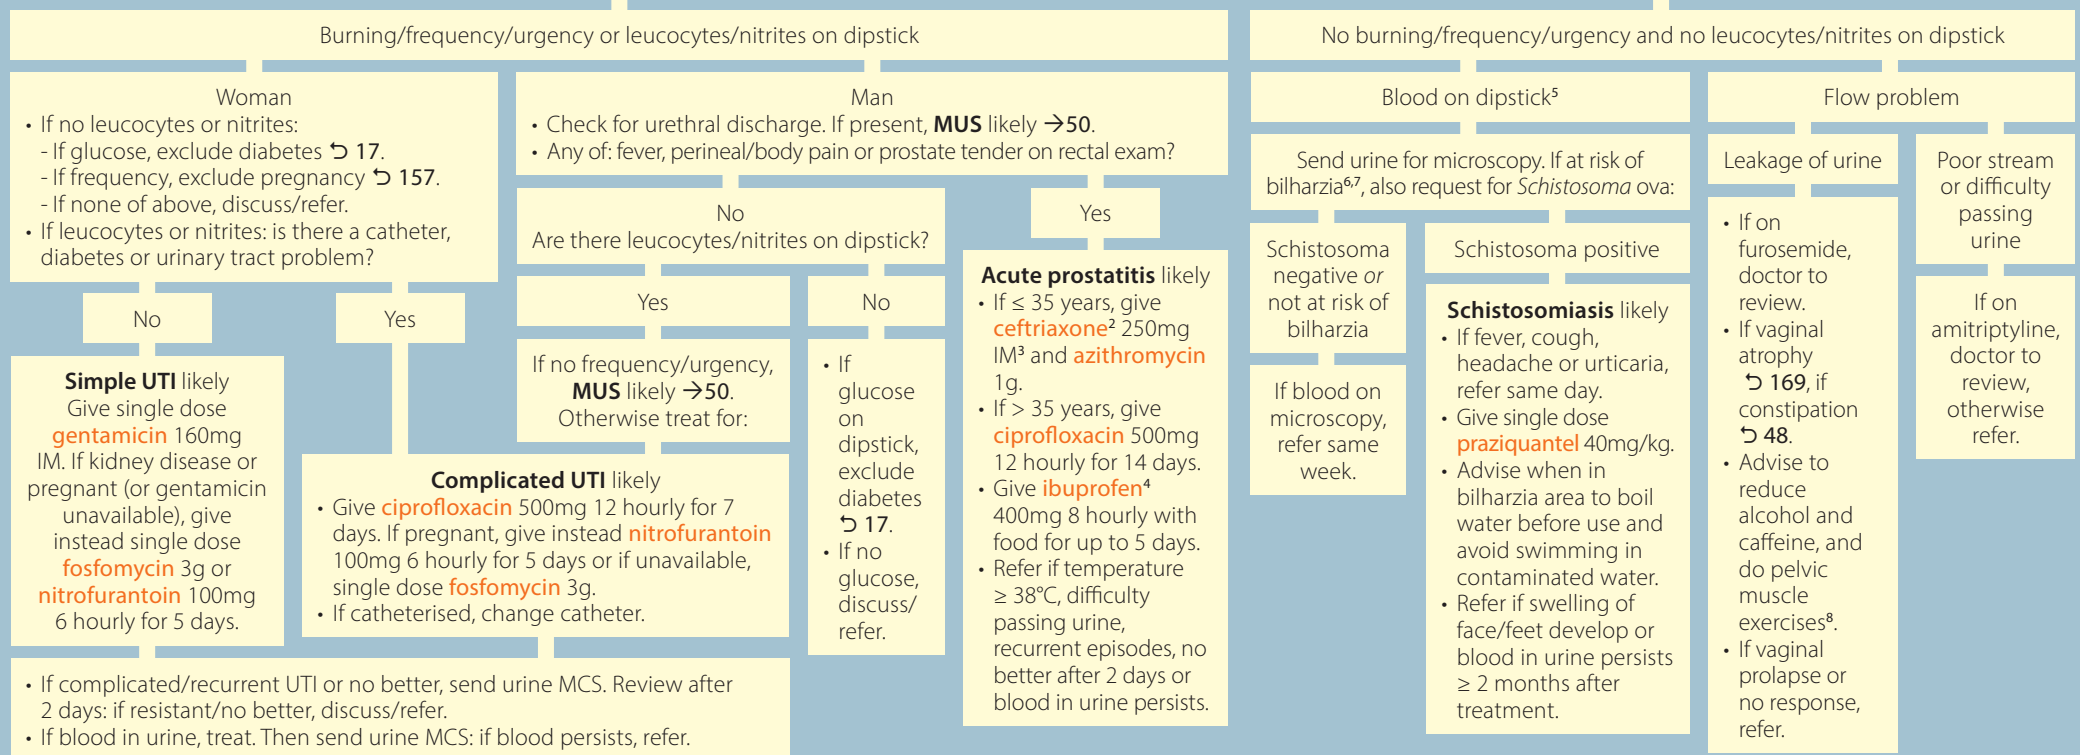 Burning/frequency/urgency or leucocytes/nitrites on dipstick
Woman
• If no leucocytes or nitrites:
- If glucose, exclude diabetes ⮌ 17.
- If frequency, exclude pregnancy ⮌ 157.
- If none of above, discuss/refer.
• If leucocytes or nitrites: is there a catheter,
diabetes or urinary tract problem?
No
Simple UTI likely
Give single dose
gentamicin 160mg
IM. If kidney disease or
pregnant (or gentamicin
unavailable), give
instead single dose
fosfomycin 3g or
nitrofurantoin 100mg
6 hourly for 5 days.
Yes
Man
• Check for urethral discharge. If present, MUS likely →50.
• Any of: fever, perineal/body pain or prostate tender on rectal exam?
No
Are there leucocytes/nitrites on dipstick?
Yes
If no frequency/urgency,
MUS likely →50.
Otherwise treat for:
Complicated UTI likely
• Give ciprofloxacin 500mg 12 hourly for 7
days. If pregnant, give instead nitrofurantoin
100mg 6 hourly for 5 days or if unavailable,
single dose fosfomycin 3g.
• If catheterised, change catheter.
• If complicated/recurrent UTI or no better, send urine MCS. Review after
2 days: if resistant/no better, discuss/refer.
• If blood in urine, treat. Then send urine MCS: if blood persists, refer.
No
• If
glucose
on
dipstick,
exclude
diabetes
⮌ 17.
• If no
glucose,
discuss/
refer.
Yes
Acute prostatitis likely
• If ≤ 35 years, give
ceftriaxone² 250mg
IM³ and azithromycin
1g.
• If > 35 years, give
ciprofloxacin 500mg
12 hourly for 14 days.
• Give ibuprofen⁴
400mg 8 hourly with
food for up to 5 days.
• Refer if temperature
≥ 38°C, difficulty
passing urine,
recurrent episodes, no
better after 2 days or
blood in urine persists.
No burning/frequency/urgency and no leucocytes/nitrites on dipstick
Blood on dipstick⁵
Send urine for microscopy. If at risk of
bilharzia⁶,⁷, also request for Schistosoma ova:
Schistosoma
negative or
not at risk of
bilharzia
If blood on
microscopy,
refer same
week.
Schistosoma positive
Schistosomiasis likely
• If fever, cough,
headache or urticaria,
refer same day.
• Give single dose
praziquantel 40mg/kg.
• Advise when in
bilharzia area to boil
water before use and
avoid swimming in
contaminated water.
• Refer if swelling of
face/feet develop or
blood in urine persists
≥ 2 months after
treatment.
Flow problem
Leakage of urine
• If on
furosemide,
doctor to
review.
• If vaginal
atrophy
⮌ 169, if
constipation
⮌ 48.
• Advise to
reduce
alcohol and
caffeine, and
do pelvic
muscle
exercises⁸.
• If vaginal
prolapse or
no response,
refer.
Poor stream
or difficulty
passing
urine
If on
amitriptyline,
doctor to
review,
otherwise
refer.